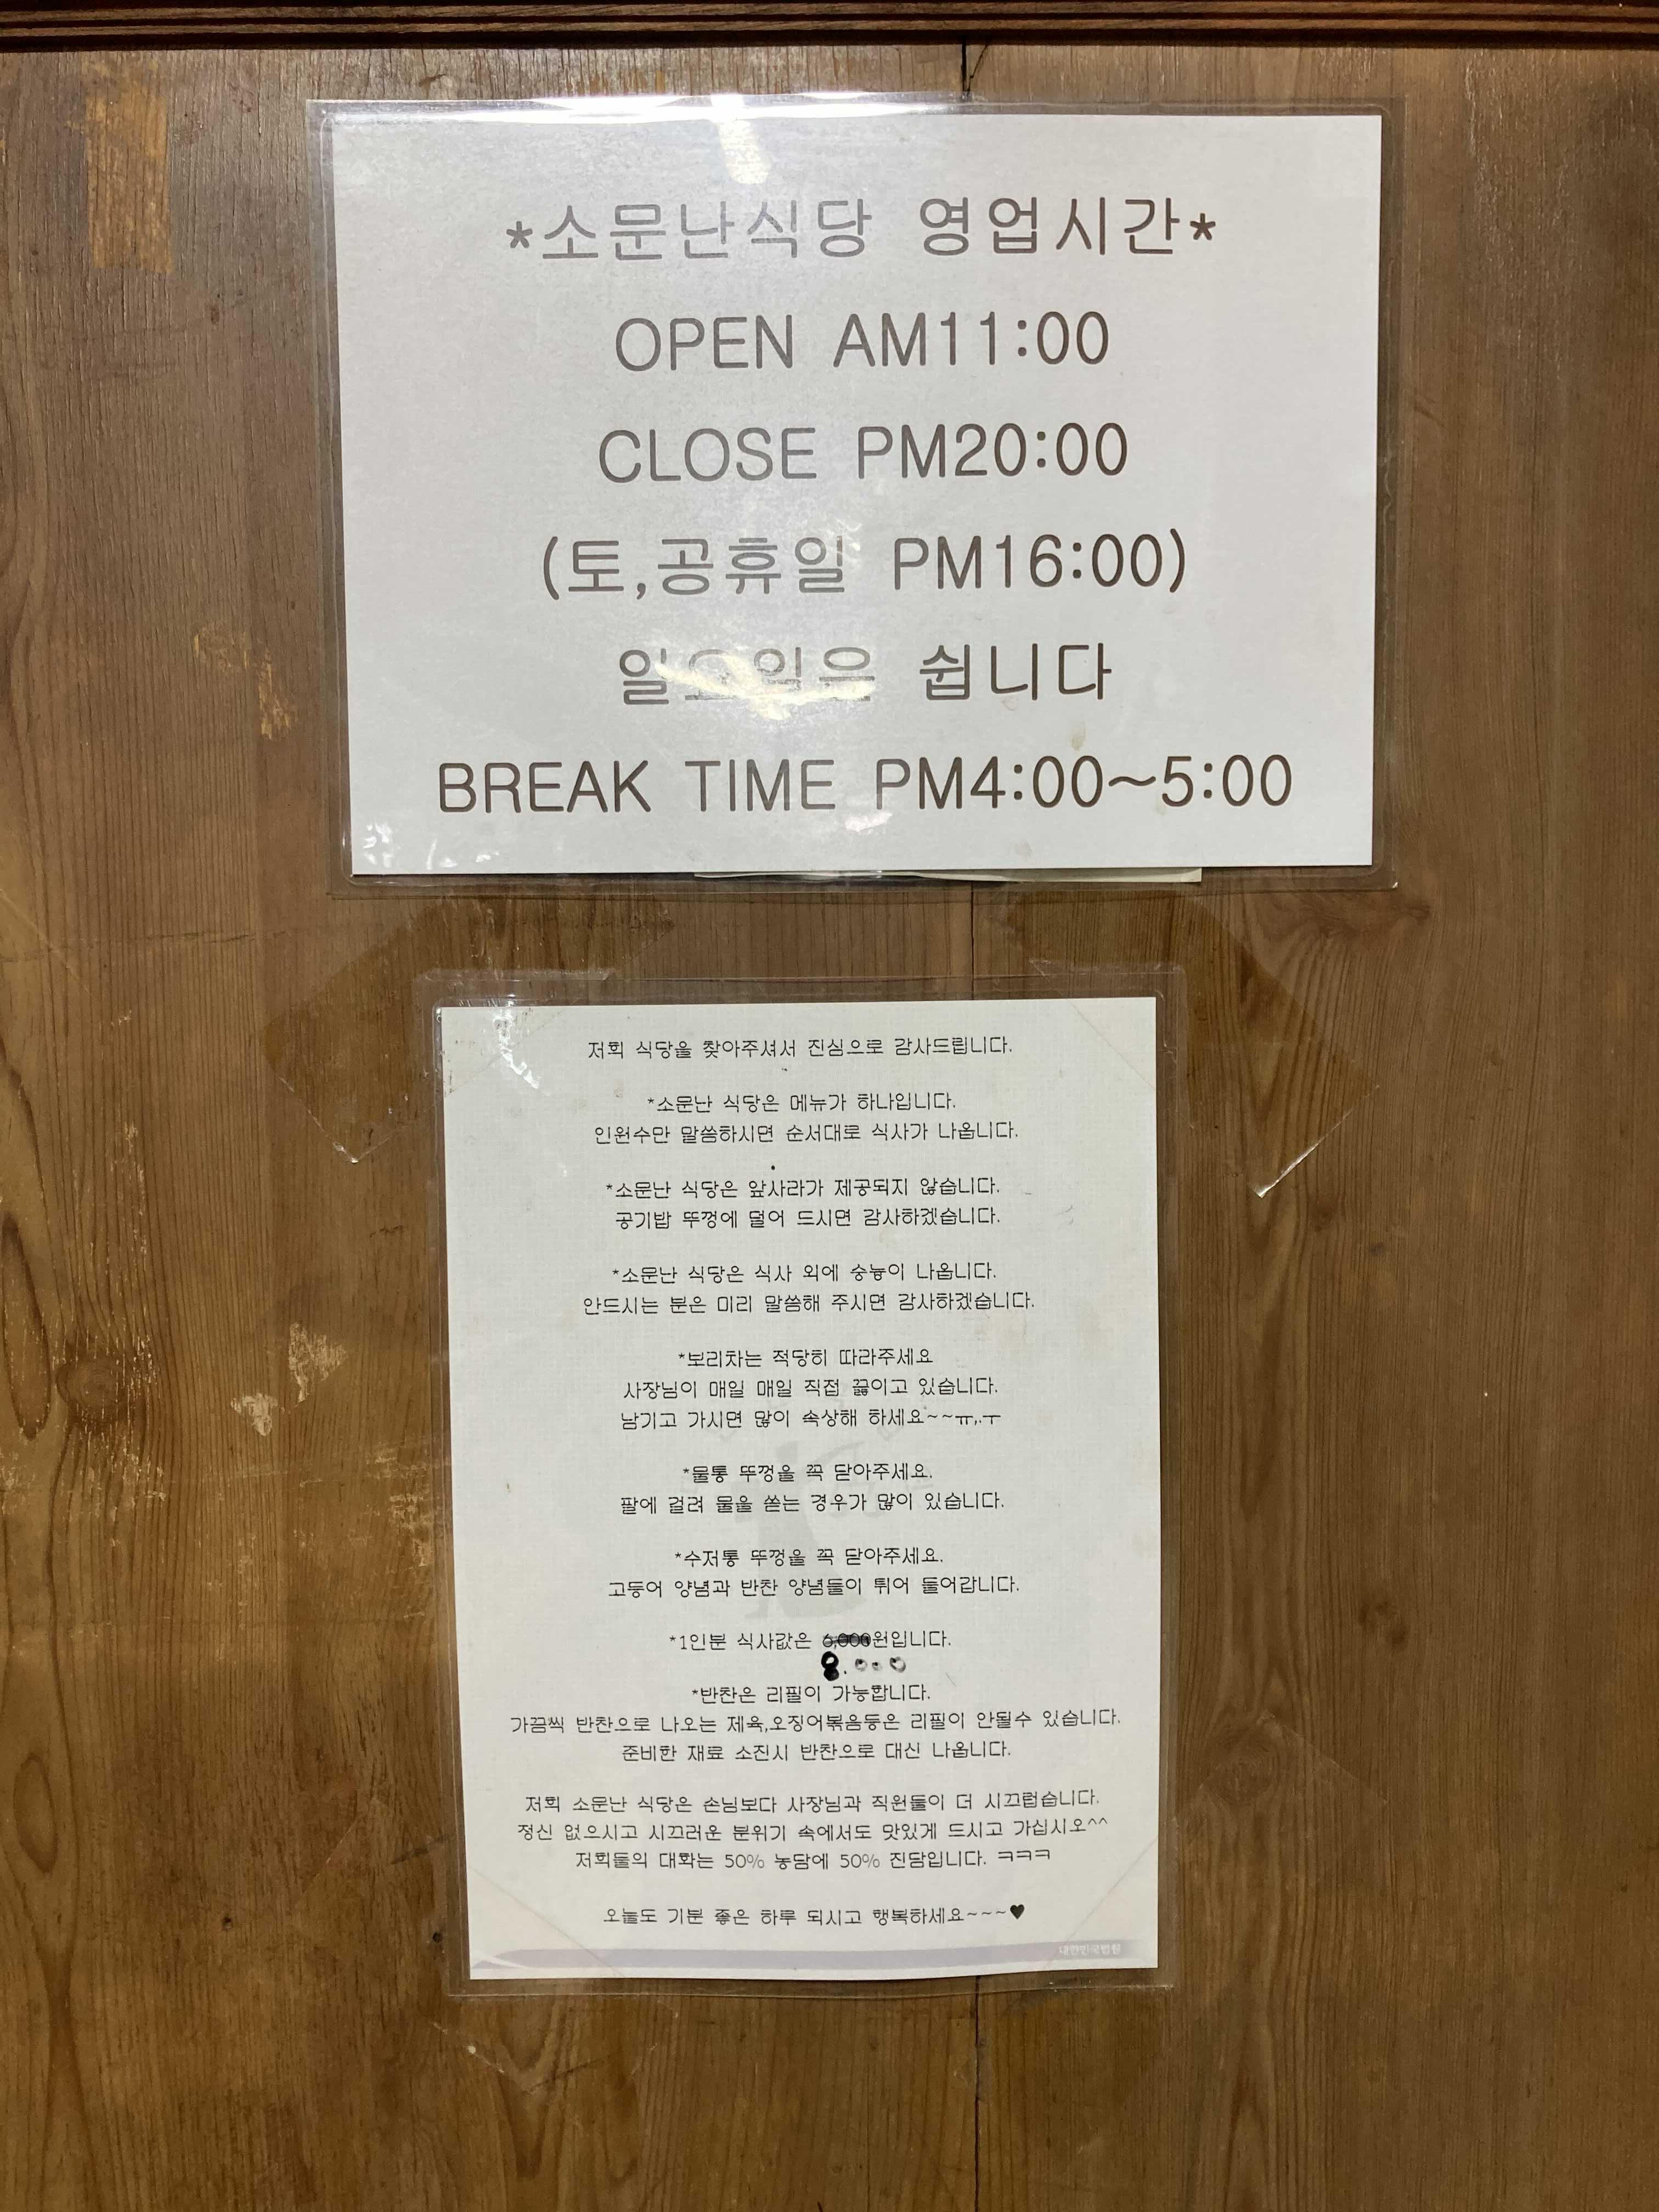 *소문난식당 영업시간*
OPEN AM11:00
CLOSE PM20:00
(토,공휴일 PM16:00)
일요일은 쉽니다
BREAK TIME PM4:00~5:00
저희 식당을 찾아주셔서 진심으로 감사드립니다.
*소문난 식당은 메뉴가 하나입니다.
인원수만 말씀하시면 순서대로 식사가 나옵니다.
*소문난 식당은 앞사라가 제공되지 않습니다.
공기밥 뚜껑에 덜어 드시면 감사하겠습니다.
*소문난 식당은 식사 외에 숭늉이 나옵니다.
안드시는 분은 미리 말씀해 주시면 감사하겠습니다.
*보리차는 적당히 따라주세요
사장님이 매일 매일 직접 끓이고 있습니다.
남기고 가시면 많이 속상해 하세요~~ㅠ,.ㅜ
*물통 뚜껑을 꼭 닫아주세요.
팔에 걸려 물을 쏟는 경우가 많이 있습니다.
*수저통 뚜껑을 꼭 닫아주세요.
고등어 양념과 반찬 양념들이 튀어 들어갑니다.
*1인분 식사값은 6,000원입니다.
8.000
*반찬은 리필이 가능합니다.
가끔씩 반찬으로 나오는 제육,오징어볶음등은 리필이 안될수 있습니다.
준비한 재료 소진시 반찬으로 대신 나옵니다.
저희 소문난 식당은 손님보다 사장님과 직원들이 더 시끄럽습니다.
정신 없으시고 시끄러운 분위기 속에서도 맛있게 드시고 가십시오^^
저희들의 대화는 50% 농담에 50% 진담입니다. ㅋㅋㅋ
오늘도 기분 좋은 하루 되시고 행복하세요~~~♥
대한민국법원